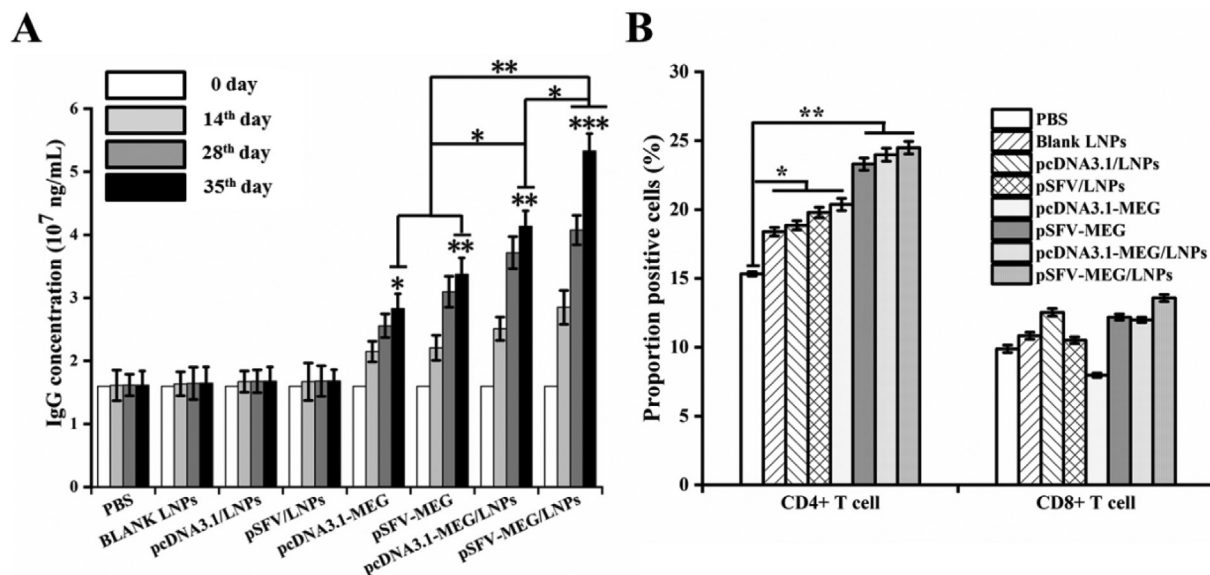 A
0 day
14th day
28th day
35th day
IgG concentration (10^7 ng/mL)
6
5
4
3
2
1
0
**
*
*
***
**
**
*
PBS
BLANK LNPs
pcDNA3.1/LNPs
pSFV/LNPs
pcDNA3.1-MEG
pSFV-MEG
pcDNA3.1-MEG/LNPs
pSFV-MEG/LNPs
B
Proportion positive cells (%)
30
25
20
15
10
5
0
**
*
PBS
Blank LNPs
pcDNA3.1/LNPs
pSFV/LNPs
pcDNA3.1-MEG
pSFV-MEG
pcDNA3.1-MEG/LNPs
pSFV-MEG/LNPs
CD4+ T cell
CD8+ T cell